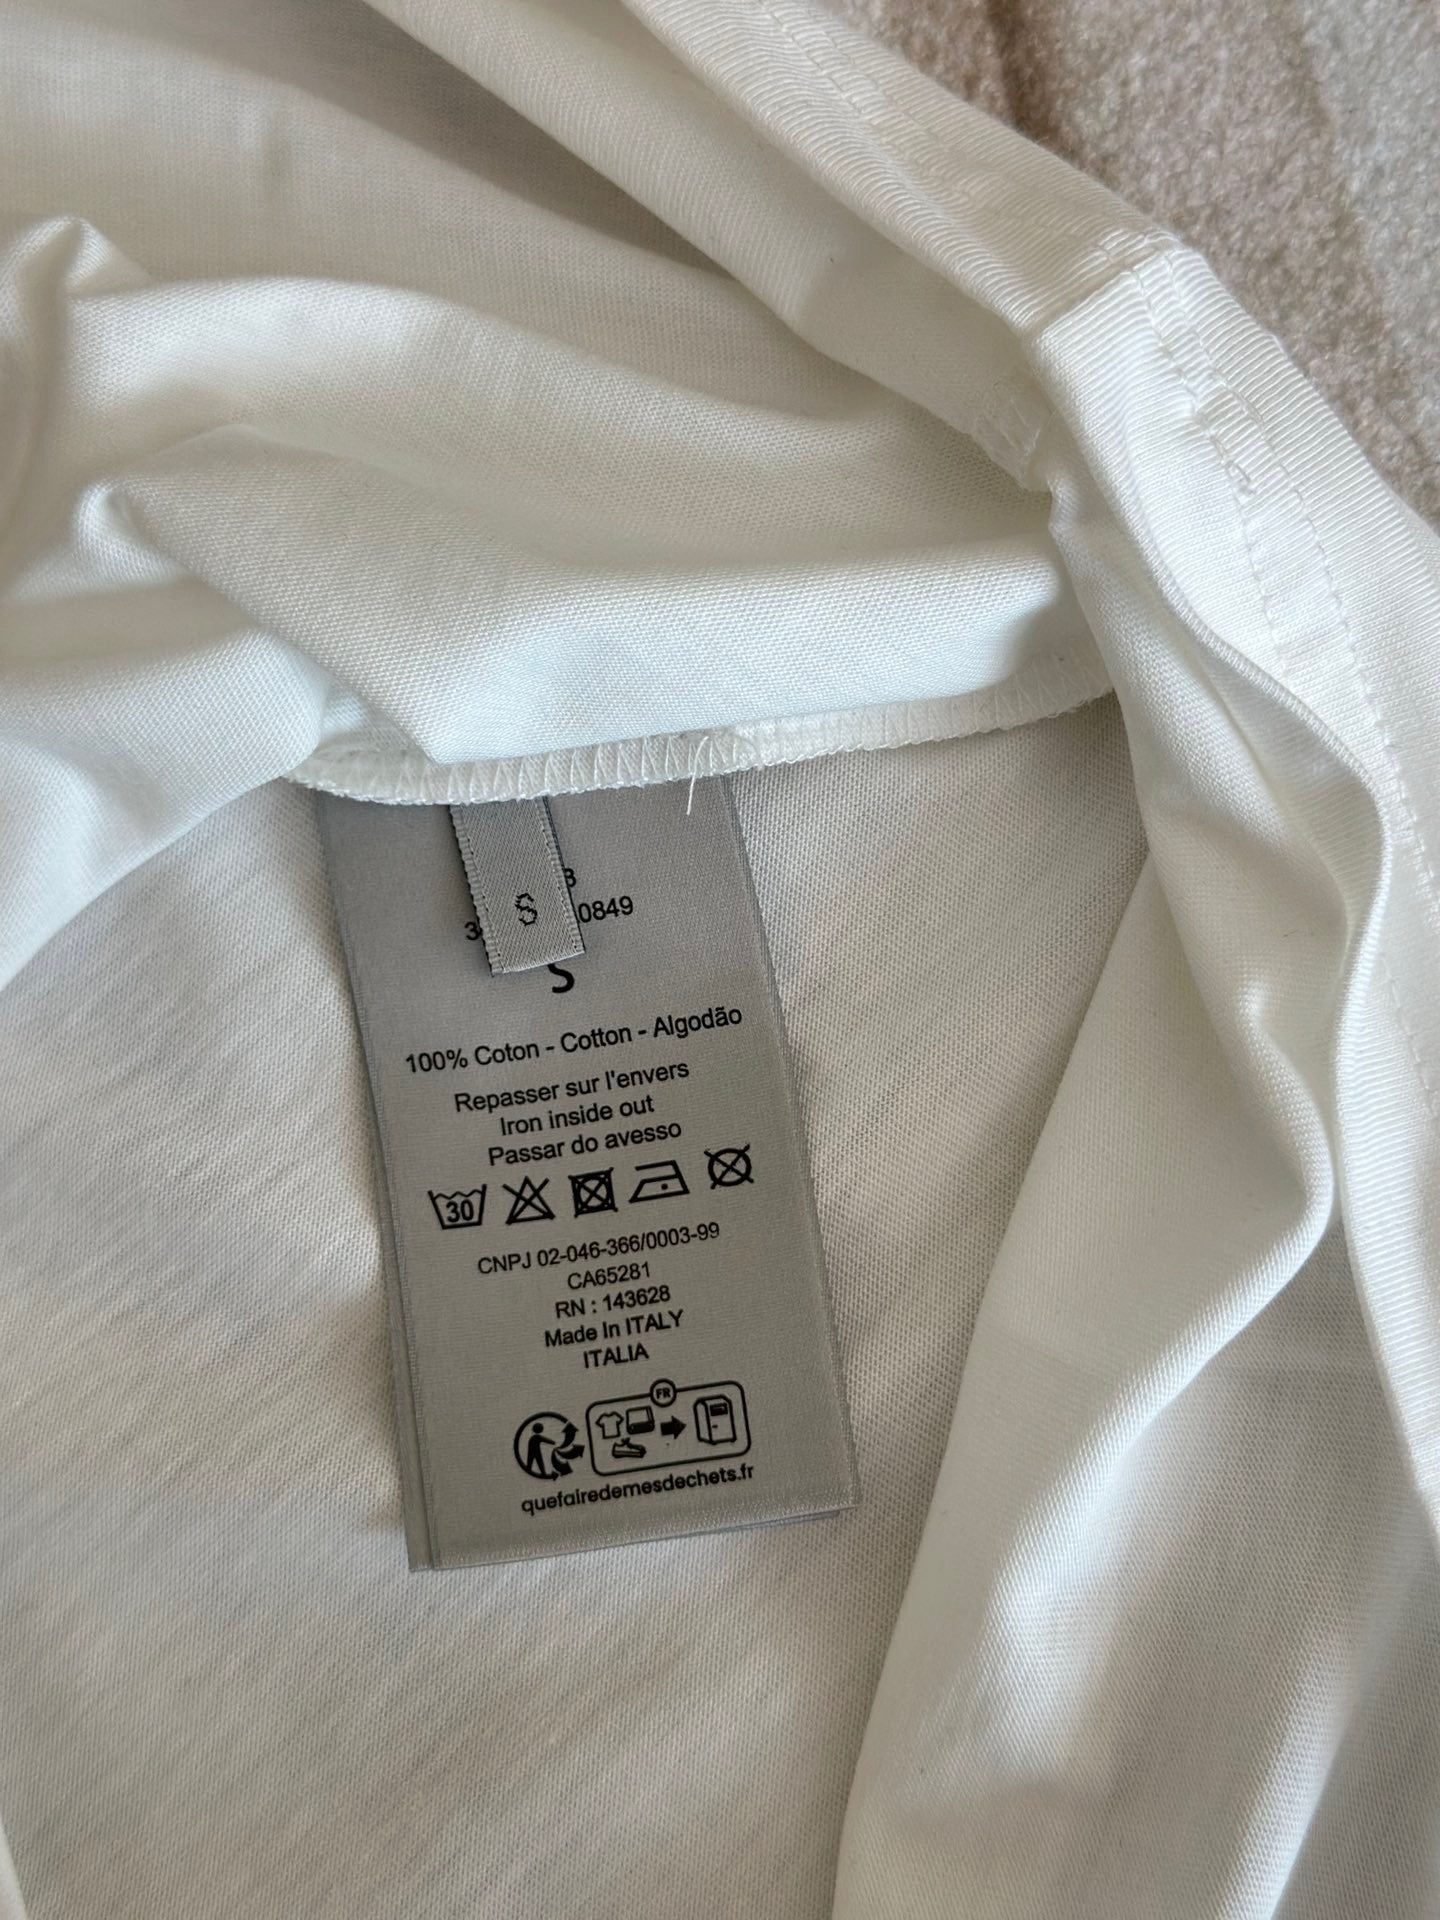 S
0849
S
100% Coton - Cotton - Algodão
Repasser sur l'envers
Iron inside out
Passar do avesso
30
CNPJ 02-046-366/0003-99
CA65281
RN : 143628
Made In ITALY
ITALIA
FR
quefairedemesdechets.fr